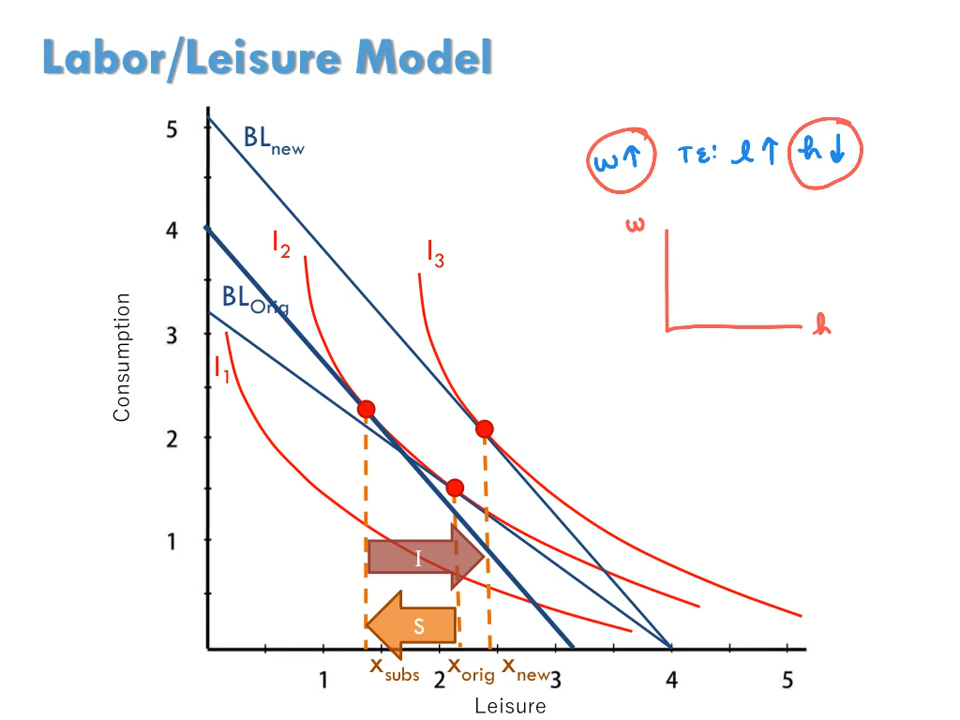 Labor/Leisure Model
5
BLnew
w↑ TE: l↑ h↓
w
4
I2
I3
BLOrig
h
3
I1
Consumption
2
1
I
S
xsubs xorig xnew
1 2 3 4 5
Leisure